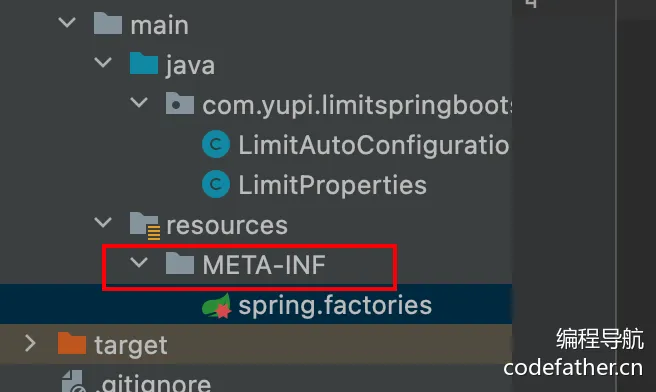 main
java
com.yupi.limitspringboots
LimitAutoConfiguratio
LimitProperties
resources
META-INF
spring.factories
target
.gitignore
编程导航
codefather.cn